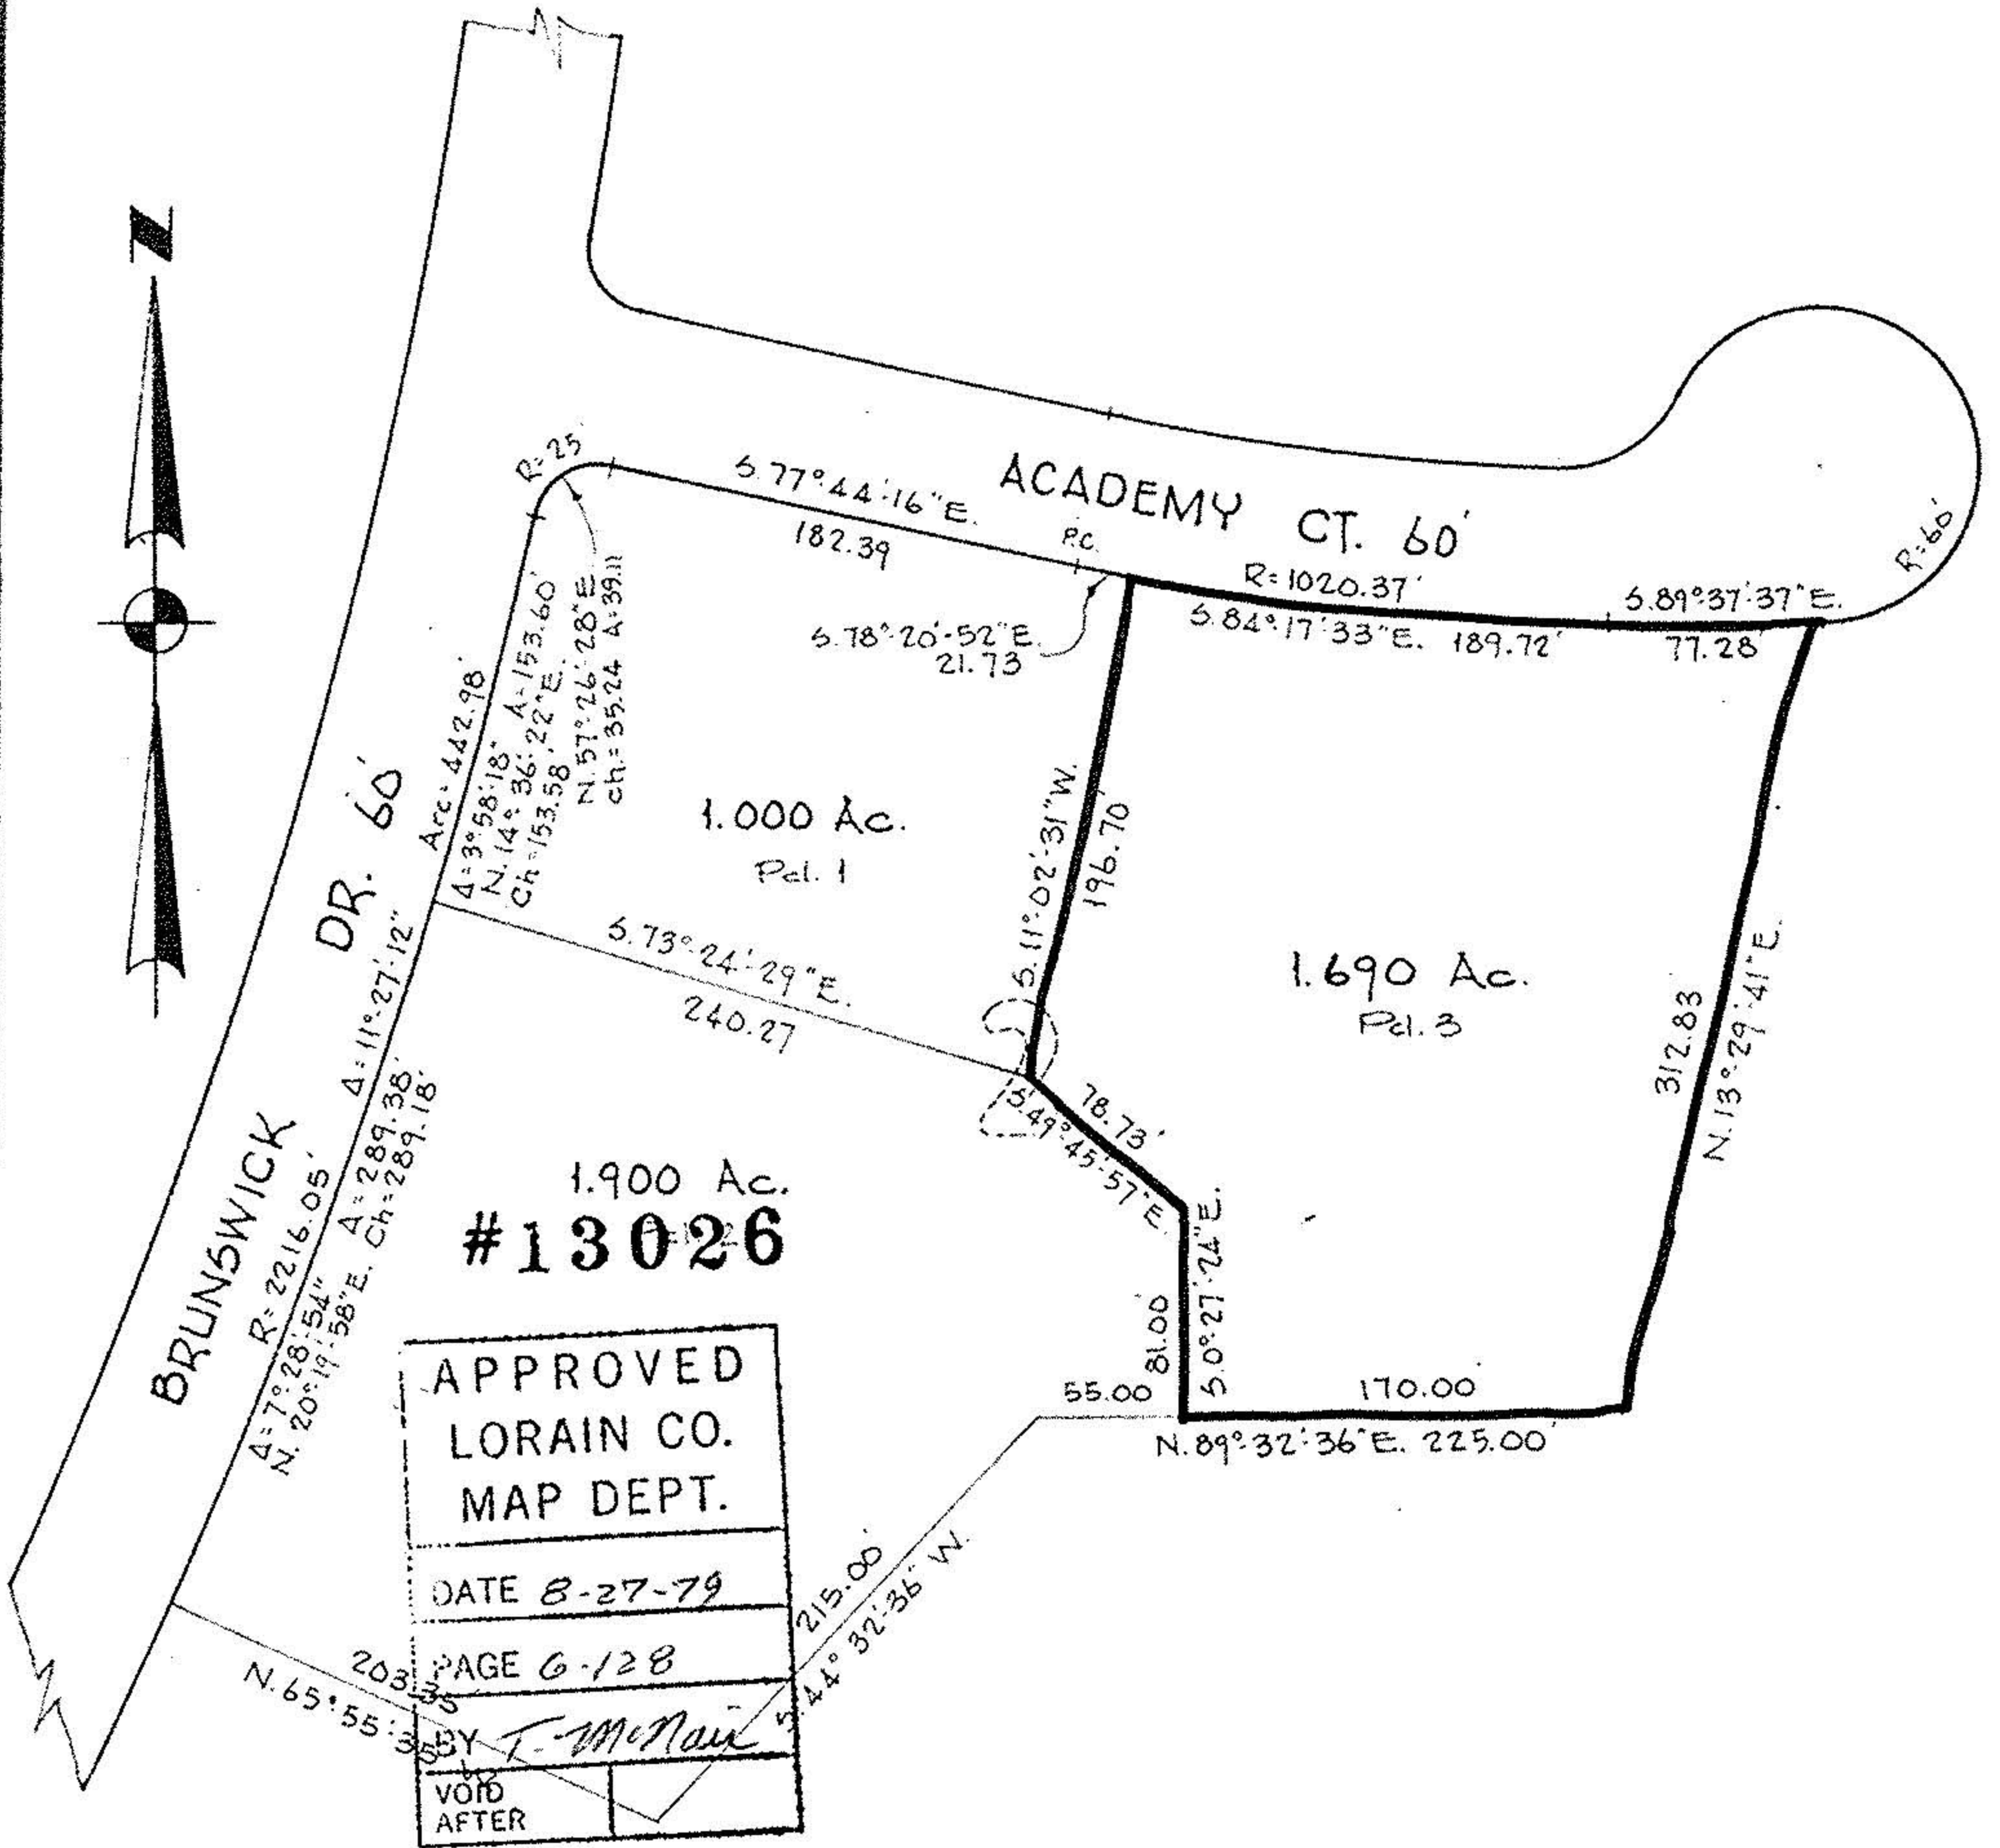 N
R=25'
S.77°-44'-16"E.
182.39
ACADEMY CT. 60'
P.C.
R=1020.37'
S.84°-17'-33"E. 189.72'
S.89°-37'-37"E.
77.28'
R=60'
S.78°-20'-52"E.
21.73
N.57°-26'-28"E.
Ch.=35.24 A=39.11
Δ=3°-58'-18" A=153.60'
N.14°-36'-22"E.
Ch=153.58'
Arc=442.98'
BRUNSWICK DR. 60'
1.000 Ac.
Pcl. 1
S.11°-02'-31"W.
196.70
S.73°-24'-29"E.
240.27
1.690 Ac.
Pcl. 3
312.83
N.13°-29'-41"E.
Δ=11°-27'-12"
R=2216.05'
Δ=7°-28'-54" A=289.38'
N.20°-19'-58"E. Ch=289.18'
78.73'
S.49°-45'-57"E.
1.900 Ac.
#13026
81.00
S.0°-27'-24"E.
55.00
170.00
N.89°-32'-36"E. 225.00'
APPROVED
LORAIN CO.
MAP DEPT.
DATE 8-27-79
PAGE 6-128
BY T. McNair
VOID
AFTER
215.00'
S.44°-32'-36"W.
203.35
N.65°-55'-35"